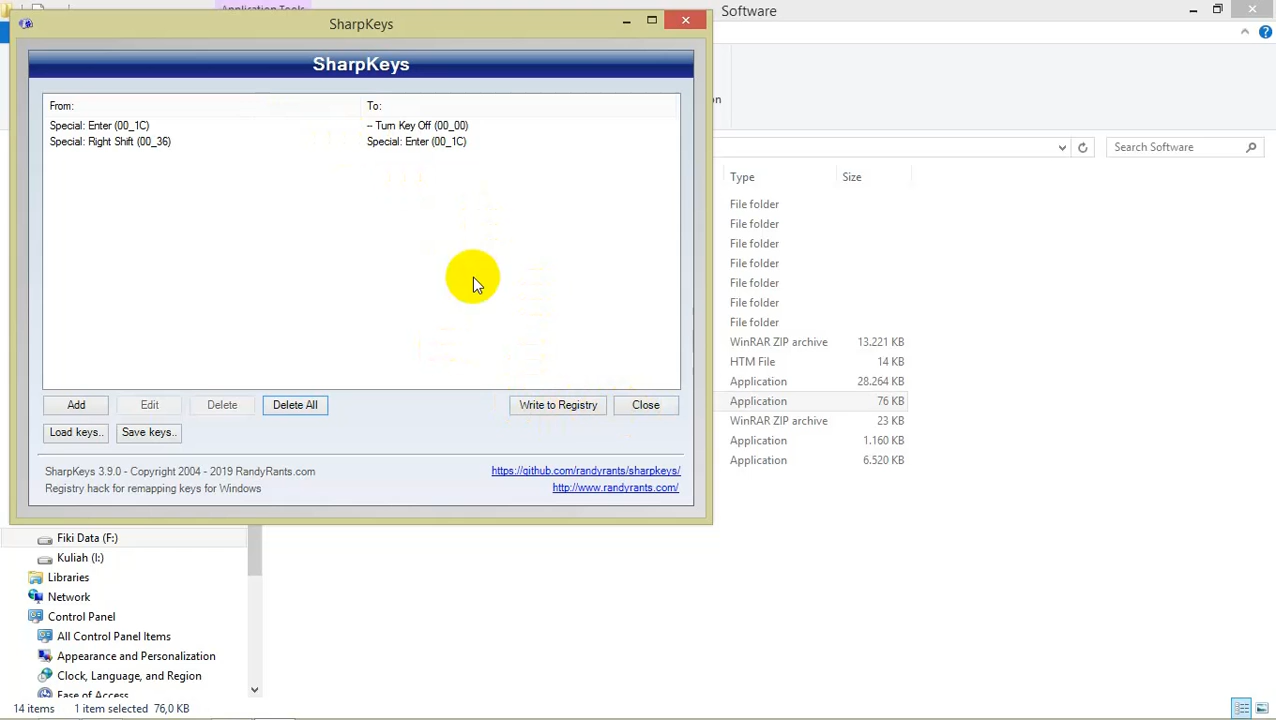 Application Tools
SharpKeys
Software
SharpKeys
From:
To:
Special: Enter (00_1C)
-- Turn Key Off (00_00)
Special: Right Shift (00_36)
Special: Enter (00_1C)
Add
Edit
Delete
Delete All
Write to Registry
Close
Load keys..
Save keys..
SharpKeys 3.9.0 - Copyright 2004 - 2019 RandyRants.com
Registry hack for remapping keys for Windows
https://github.com/randyrants/sharpkeys/
http://www.randyrants.com/
on
Search Software
Type
Size
File folder
File folder
File folder
File folder
File folder
File folder
File folder
WinRAR ZIP archive
13.221 KB
HTM File
14 KB
Application
28.264 KB
Application
76 KB
WinRAR ZIP archive
23 KB
Application
1.160 KB
Application
6.520 KB
Fiki Data (F:)
Kuliah (I:)
Libraries
Network
Control Panel
All Control Panel Items
Appearance and Personalization
Clock, Language, and Region
Ease of Access
14 items
1 item selected 76,0 KB